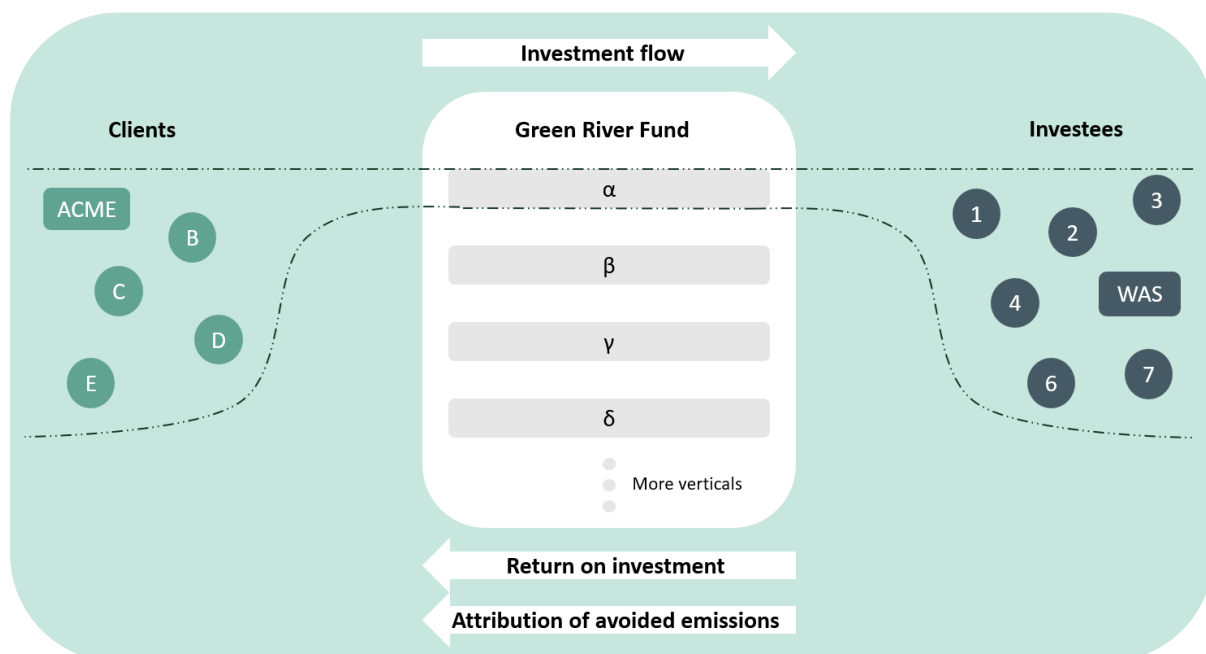 Investment flow
Clients
Green River Fund
Investees
α
ACME
B
C
D
E
β
γ
δ
More verticals
1
2
3
4
WAS
6
7
Return on investment
Attribution of avoided emissions